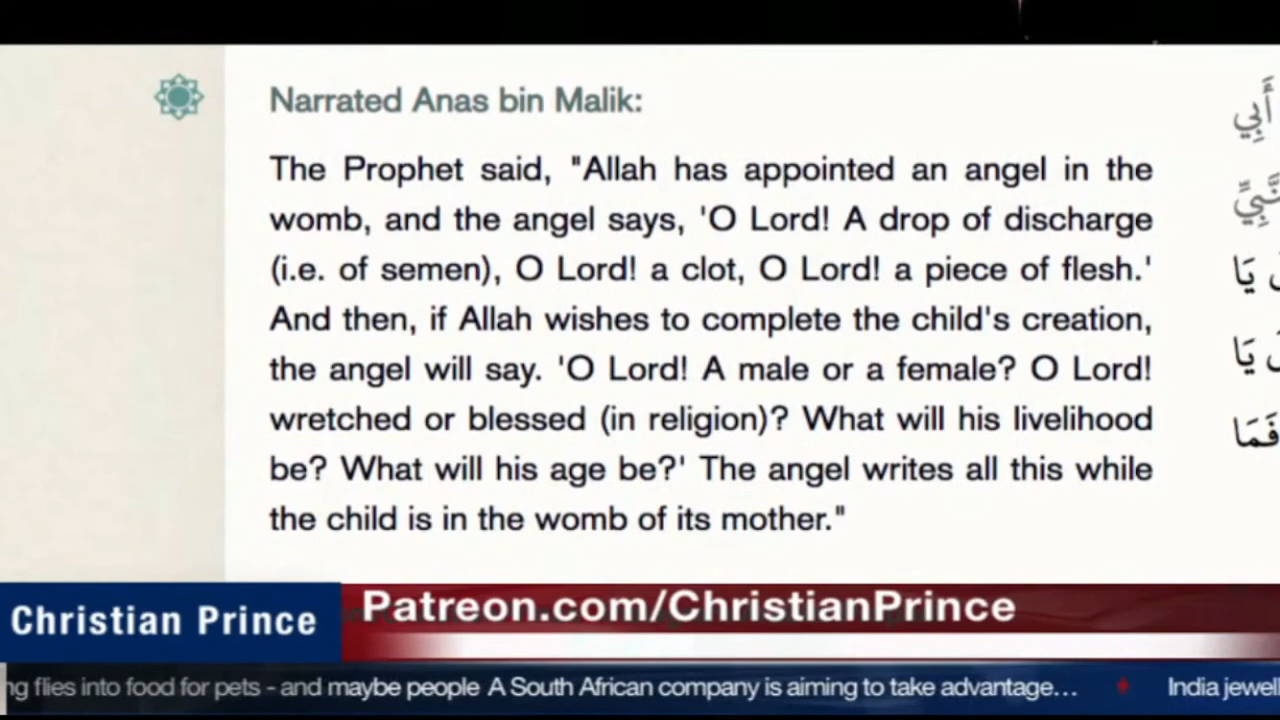 Narrated Anas bin Malik:
The Prophet said, "Allah has appointed an angel in the
womb, and the angel says, 'O Lord! A drop of discharge
(i.e. of semen), O Lord! a clot, O Lord! a piece of flesh.'
And then, if Allah wishes to complete the child's creation,
the angel will say. 'O Lord! A male or a female? O Lord!
wretched or blessed (in religion)? What will his livelihood
be? What will his age be?' The angel writes all this while
the child is in the womb of its mother."
أَبِي
يَا
يَا
فَمَا
Christian Prince
Patreon.com/ChristianPrince
flies into food for pets - and maybe people A South African company is aiming to take advantage... India